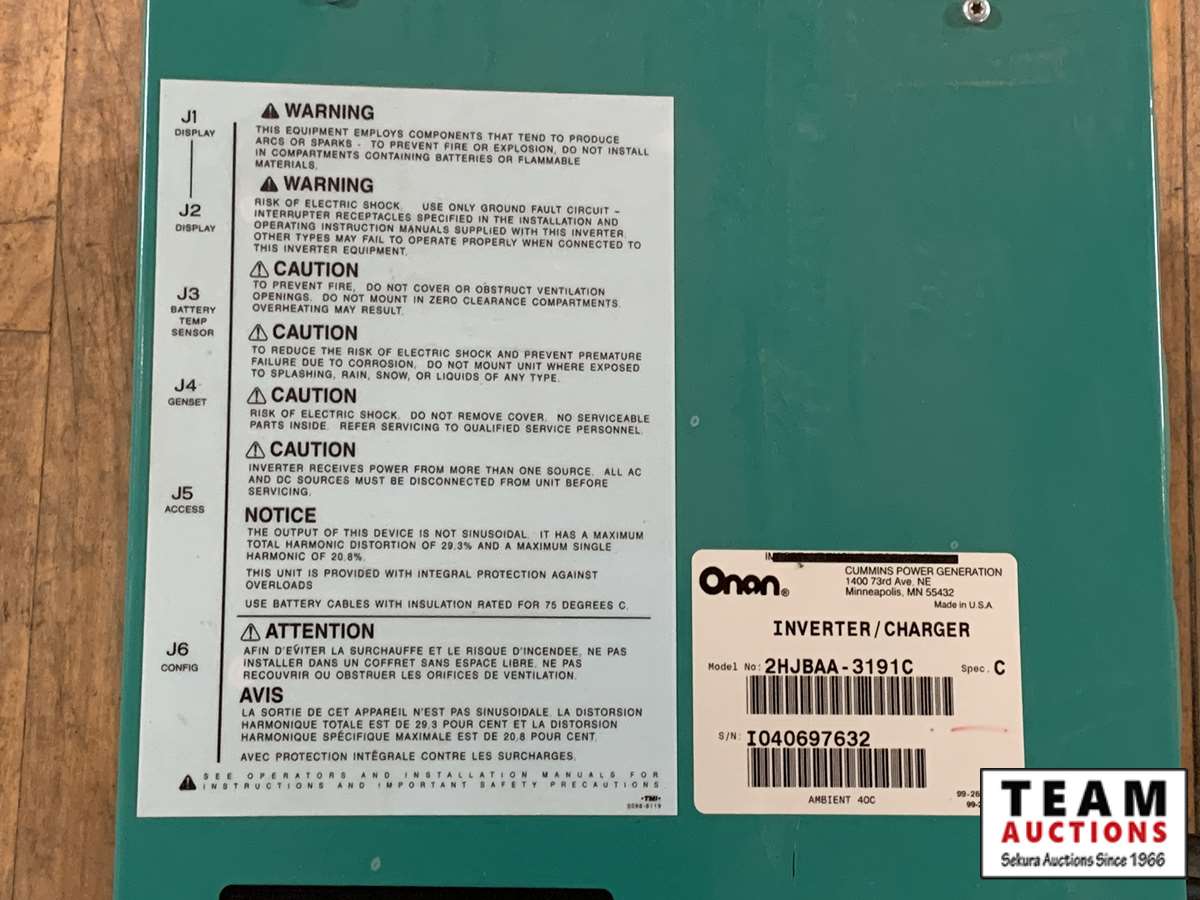 J1
DISPLAY
J2
DISPLAY
J3
BATTERY
TEMP
SENSOR
J4
GENSET
J5
ACCESS
J6
CONFIG
WARNING
THIS EQUIPMENT EMPLOYS COMPONENTS THAT TEND TO PRODUCE
ARCS OR SPARKS - TO PREVENT FIRE OR EXPLOSION, DO NOT INSTALL
IN COMPARTMENTS CONTAINING BATTERIES OR FLAMMABLE
MATERIALS.
WARNING
RISK OF ELECTRIC SHOCK. USE ONLY GROUND FAULT CIRCUIT -
INTERRUPTER RECEPTACLES SPECIFIED IN THE INSTALLATION AND
OPERATING INSTRUCTION MANUALS SUPPLIED WITH THIS INVERTER.
OTHER TYPES MAY FAIL TO OPERATE PROPERLY WHEN CONNECTED TO
THIS INVERTER EQUIPMENT.
CAUTION
TO PREVENT FIRE, DO NOT COVER OR OBSTRUCT VENTILATION
OPENINGS. DO NOT MOUNT IN ZERO CLEARANCE COMPARTMENTS.
OVERHEATING MAY RESULT.
CAUTION
TO REDUCE THE RISK OF ELECTRIC SHOCK AND PREVENT PREMATURE
FAILURE DUE TO CORROSION, DO NOT MOUNT UNIT WHERE EXPOSED
TO SPLASHING, RAIN, SNOW, OR LIQUIDS OF ANY TYPE.
CAUTION
RISK OF ELECTRIC SHOCK. DO NOT REMOVE COVER. NO SERVICEABLE
PARTS INSIDE. REFER SERVICING TO QUALIFIED SERVICE PERSONNEL.
CAUTION
INVERTER RECEIVES POWER FROM MORE THAN ONE SOURCE. ALL AC
AND DC SOURCES MUST BE DISCONNECTED FROM UNIT BEFORE
SERVICING.
NOTICE
THE OUTPUT OF THIS DEVICE IS NOT SINUSOIDAL. IT HAS A MAXIMUM
TOTAL HARMONIC DISTORTION OF 29.3% AND A MAXIMUM SINGLE
HARMONIC OF 20.8%.
THIS UNIT IS PROVIDED WITH INTEGRAL PROTECTION AGAINST
OVERLOADS
USE BATTERY CABLES WITH INSULATION RATED FOR 75 DEGREES C.
ATTENTION
AFIN D'ÉVITER LA SURCHAUFFE ET LE RISQUE D'INCENDEE, NE PAS
INSTALLER DANS UN COFFRET SANS ESPACE LIBRE, NE PAS
RECOUVRIR OU OBSTRUER LES ORIFICES DE VENTILATION.
AVIS
LA SORTIE DE CET APPAREIL N'EST PAS SINUSOIDALE. LA DISTORSION
HARMONIQUE TOTALE EST DE 29.3 POUR CENT ET LA DISTORSION
HARMONIQUE SPÉCIFIQUE MAXIMALE EST DE 20,8 POUR CENT.
AVEC PROTECTION INTÉGRALE CONTRE LES SURCHARGES.
SEE OPERATORS AND INSTALLATION MANUALS FOR
INSTRUCTIONS AND IMPORTANT SAFETY PRECAUTIONS
Onan®
CUMMINS POWER GENERATION
1400 73rd Ave. NE
Minneapolis, MN 55432
Made in U.S.A.
INVERTER/CHARGER
Model No: 2HJBAA-3191C Spec. C
S/N: I040697632
AMBIENT 40C
TEAM
AUCTIONS
Sekura Auctions Since 1966